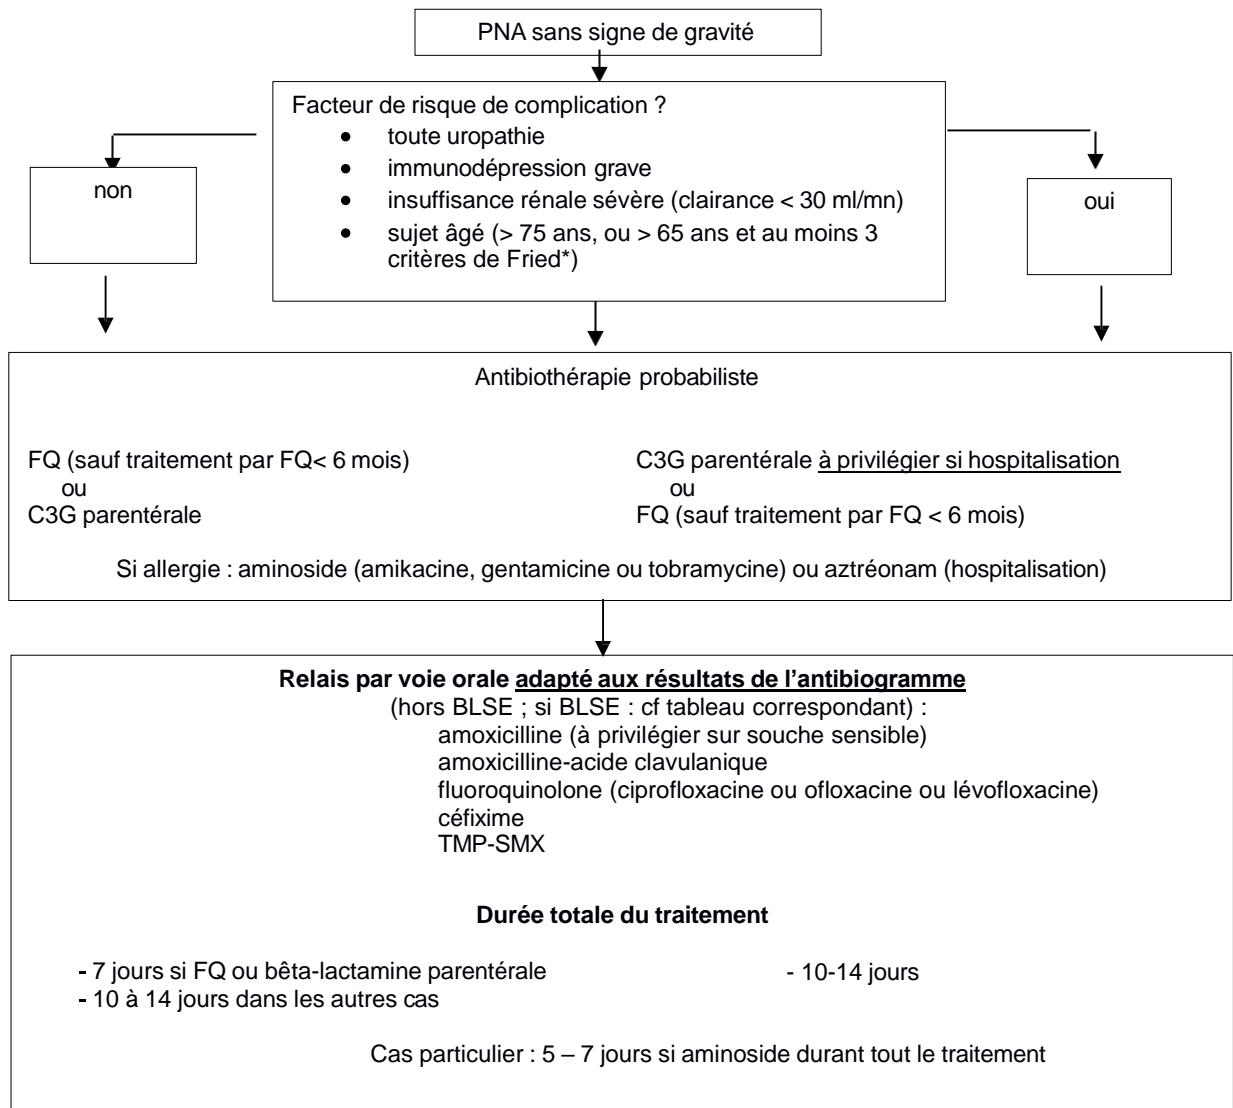 PNA sans signe de gravité
Facteur de risque de complication ?
• toute uropathie
• immunodépression grave
• insuffisance rénale sévère (clairance < 30 ml/mn)
• sujet âgé (> 75 ans, ou > 65 ans et au moins 3
critères de Fried*)
non
oui
Antibiothérapie probabiliste
FQ (sauf traitement par FQ< 6 mois)
ou
C3G parentérale
C3G parentérale à privilégier si hospitalisation
ou
FQ (sauf traitement par FQ < 6 mois)
Si allergie : aminoside (amikacine, gentamicine ou tobramycine) ou aztréonam (hospitalisation)
Relais par voie orale adapté aux résultats de l’antibiogramme
(hors BLSE ; si BLSE : cf tableau correspondant) :
amoxicilline (à privilégier sur souche sensible)
amoxicilline-acide clavulanique
fluoroquinolone (ciprofloxacine ou ofloxacine ou lévofloxacine)
céfixime
TMP-SMX
Durée totale du traitement
- 7 jours si FQ ou bêta-lactamine parentérale
- 10 à 14 jours dans les autres cas
- 10-14 jours
Cas particulier : 5 – 7 jours si aminoside durant tout le traitement